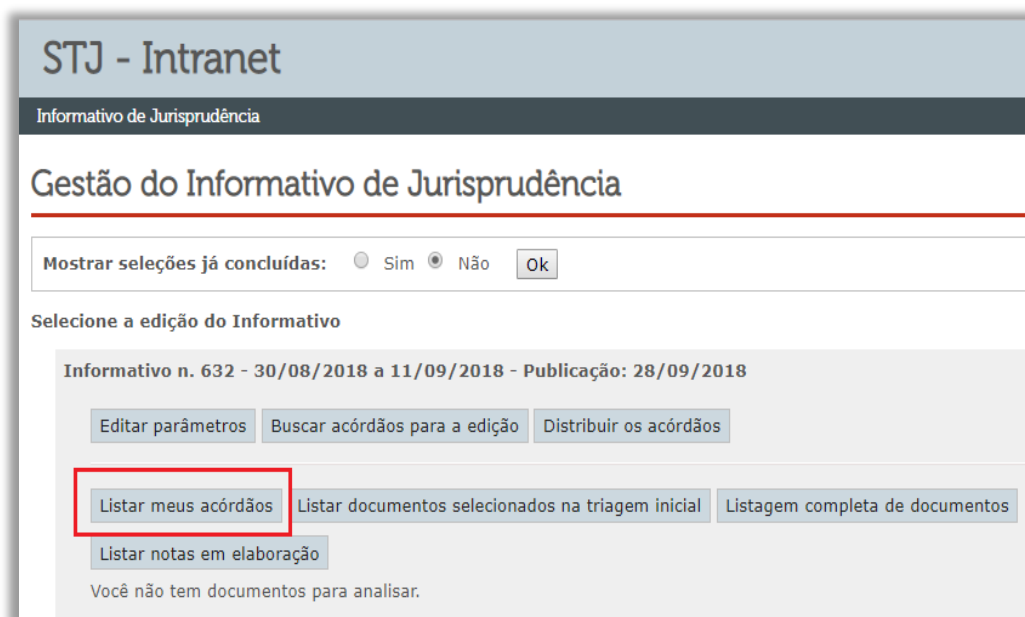 STJ - Intranet
Informativo de Jurisprudência
Gestão do Informativo de Jurisprudência
Mostrar seleções já concluídas: Sim Não Ok
Selecione a edição do Informativo
Informativo n. 632 - 30/08/2018 a 11/09/2018 - Publicação: 28/09/2018
Editar parâmetros Buscar acórdãos para a edição Distribuir os acórdãos
Listar meus acórdãos Listar documentos selecionados na triagem inicial Listagem completa de documentos
Listar notas em elaboração
Você não tem documentos para analisar.